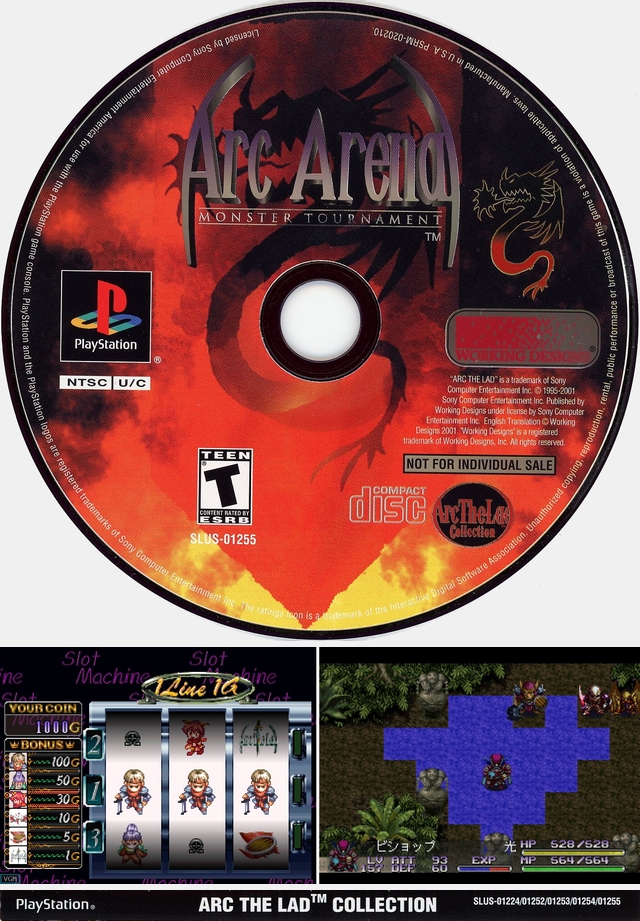 Licensed by Sony Computer Entertainment America for use with the PlayStation game console. PlayStation and the PlayStation logos are registered trademarks of Sony Computer Entertainment Inc. The ratings icon is a trademark of the Interactive Digital Software Association. Unauthorized copying, reproduction, rental, public performance or broadcast of this game is a violation of applicable laws. Manufactured in U.S.A. PSRM-020210.
Arc Arena
MONSTER TOURNAMENT
TM
PlayStation
®
NTSC U/C
WORKING DESIGNS ®
"ARC THE LAD" is a trademark of Sony
Computer Entertainment Inc. © 1995-2001
Sony Computer Entertainment Inc. Published by
Working Designs under license by Sony Computer
Entertainment Inc. English Translation © Working
Designs 2001. "Working Designs" is a registered
trademark of Working Designs, Inc. All rights reserved.
NOT FOR INDIVIDUAL SALE
TEEN
®
T
CONTENT RATED BY
ESRB
SLUS-01255
COMPACT
disc
ArcTheLad
Collection
Slot Slot
Machine Machine
1Line 1G
YOUR COIN
1000G
BONUS
100G
50G
30G
10G
5G
1G
2
1
3
VGM
ビショップ 光 HP 528/528
LV ATT 93 EXP MP 564/564
157 DEF 60
PlayStation®
ARC THE LAD™ COLLECTION
SLUS-01224/01252/01253/01254/01255